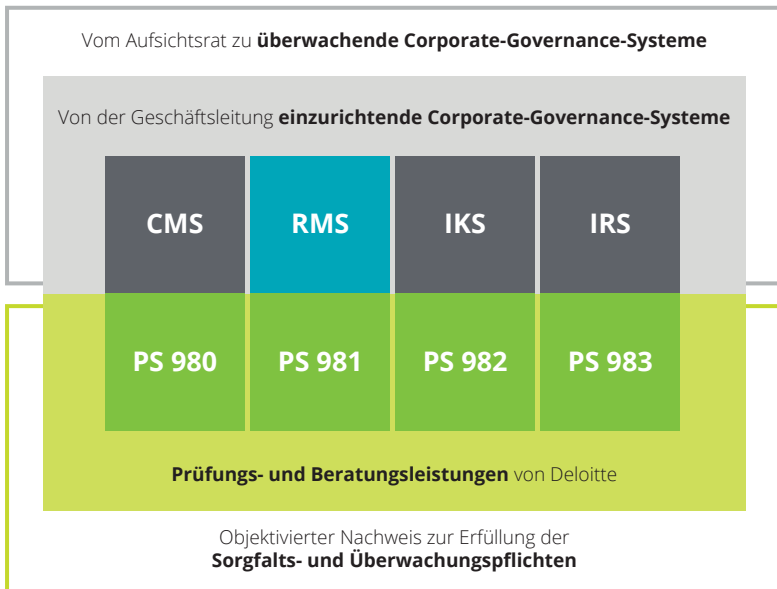 Vom Aufsichtsrat zu überwachende Corporate-Governance-Systeme
Von der Geschäftsleitung einzurichtende Corporate-Governance-Systeme
CMS RMS IKS IRS
PS 980 PS 981 PS 982 PS 983
Prüfungs- und Beratungsleistungen von Deloitte
Objektivierter Nachweis zur Erfüllung der
Sorgfalts- und Überwachungspflichten